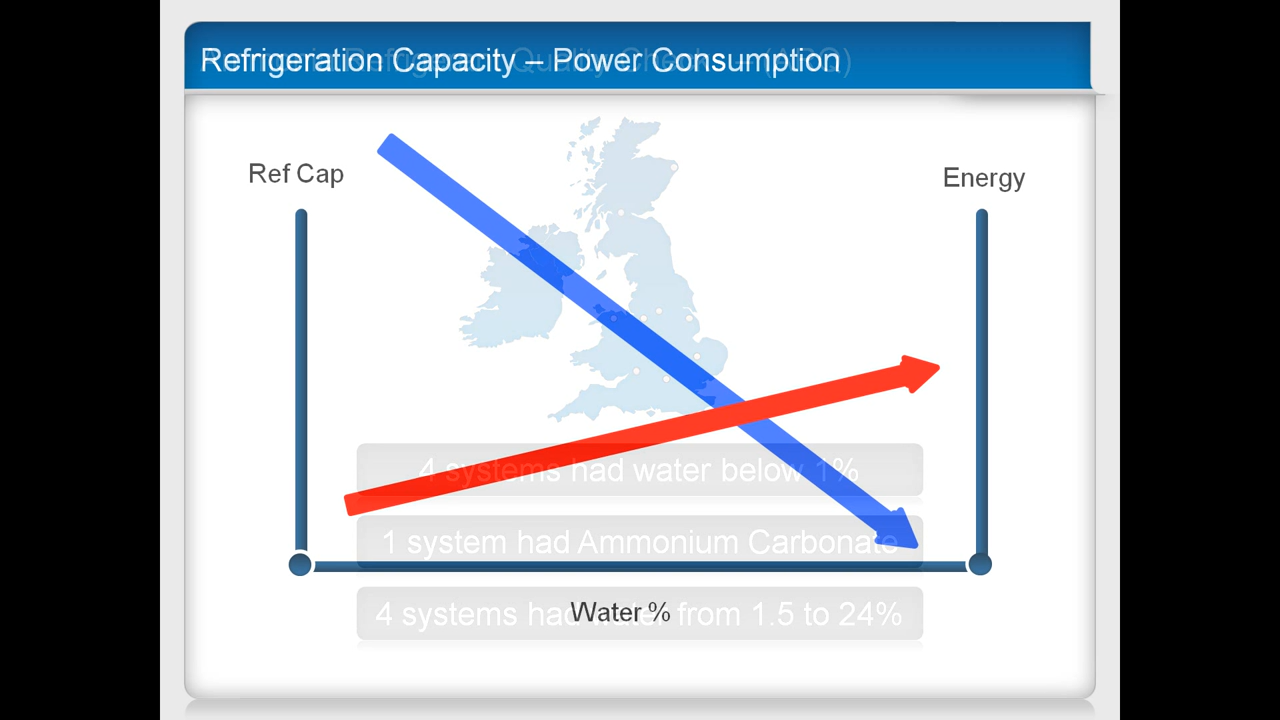 Refrigeration Capacity – Power Consumption
Ref Cap
Energy
4 systems had water below 1%
1 system had Ammonium Carbonate
4 systems had water from 1.5 to 24%
Water %